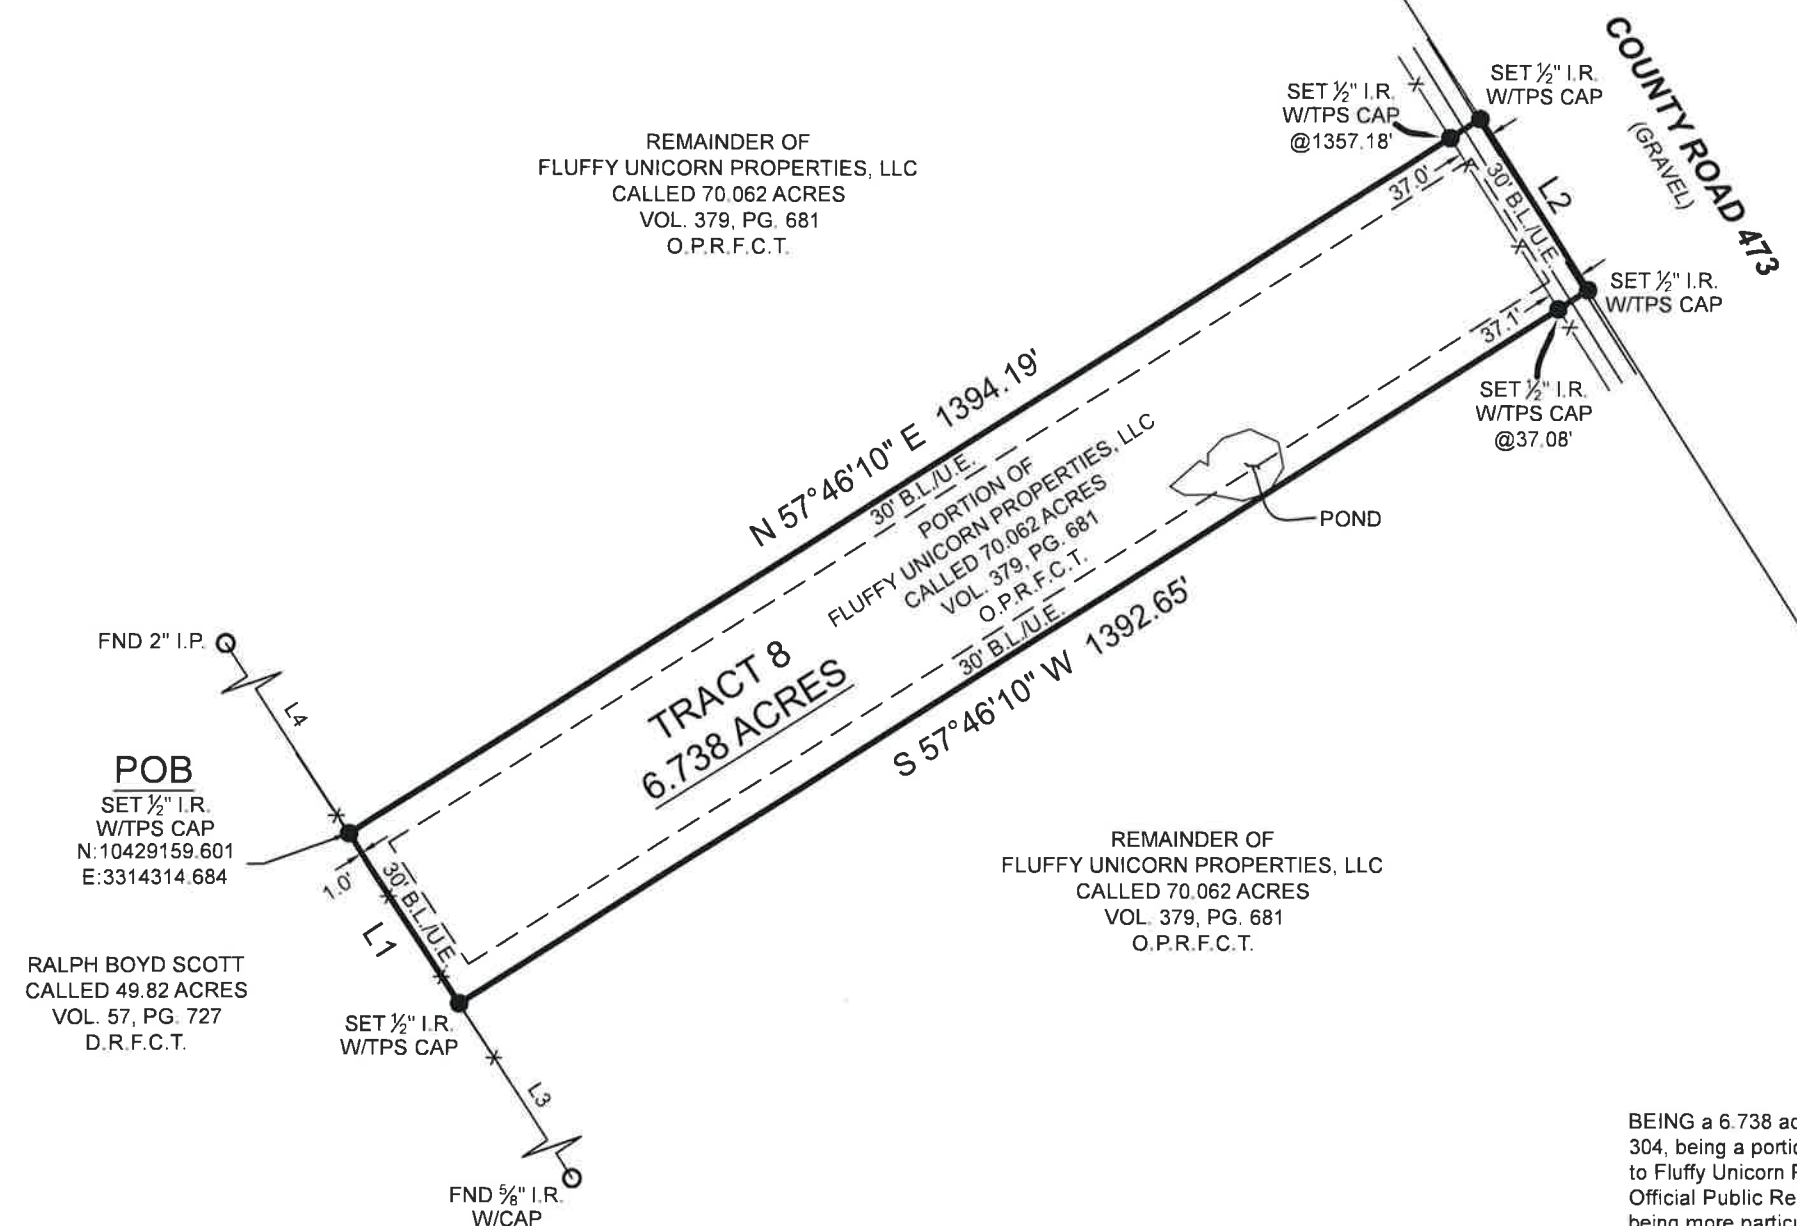 COUNTY ROAD 473
(GRAVEL)
SET ½" I.R.
W/TPS CAP
SET ½" I.R.
W/TPS CAP
@1357.18'
REMAINDER OF
FLUFFY UNICORN PROPERTIES, LLC
CALLED 70.062 ACRES
VOL. 379, PG. 681
O.P.R.F.C.T.
37.0'
30' B.L./U.E.
L2
SET ½" I.R.
W/TPS CAP
37.1'
SET ½" I.R.
W/TPS CAP
@37.08'
N 57°46'10" E 1394.19'
30' B.L./U.E.
PORTION OF
FLUFFY UNICORN PROPERTIES, LLC
CALLED 70.062 ACRES
VOL. 379, PG. 681
O.P.R.F.C.T.
30' B.L./U.E.
S 57°46'10" W 1392.65'
POND
TRACT 8
6.738 ACRES
FND 2" I.P.
L4
POB
SET ½" I.R.
W/TPS CAP
N:10429159.601
E:3314314.684
1.0'
30' B.L./U.E.
L1
RALPH BOYD SCOTT
CALLED 49.82 ACRES
VOL. 57, PG. 727
D.R.F.C.T.
SET ½" I.R.
W/TPS CAP
L3
FND ⅝" I.R.
W/CAP
REMAINDER OF
FLUFFY UNICORN PROPERTIES, LLC
CALLED 70.062 ACRES
VOL. 379, PG. 681
O.P.R.F.C.T.
BEING a 6.738 ac
304, being a portio
to Fluffy Unicorn P
Official Public Re
being more particu